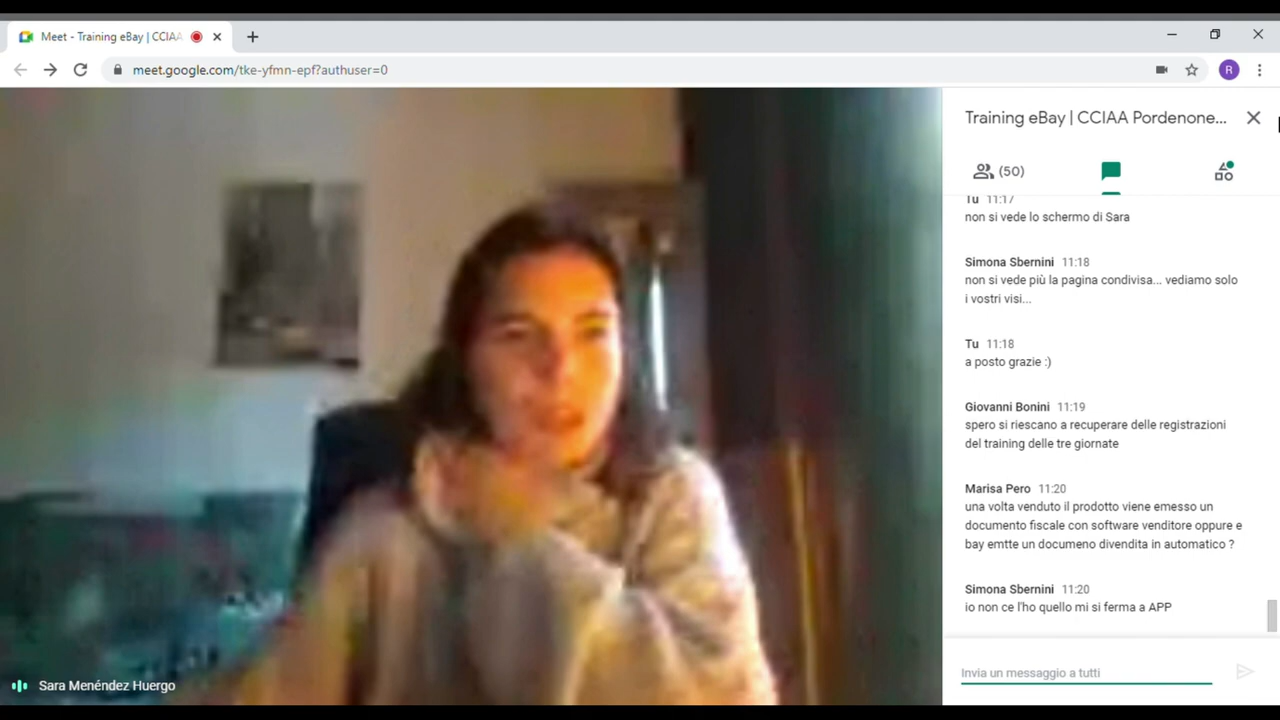 Meet - Training eBay | CCIAA
meet.google.com/tke-yfmn-epf?authuser=0
R
Training eBay | CCIAA Pordenone...
(50)
Tu 11:17
non si vede lo schermo di Sara
Simona Sbernini 11:18
non si vede più la pagina condivisa... vediamo solo
i vostri visi...
Tu 11:18
a posto grazie :)
Giovanni Bonini 11:19
spero si riescano a recuperare delle registrazioni
del training delle tre giornate
Marisa Pero 11:20
una volta venduto il prodotto viene emesso un
documento fiscale con software venditore oppure e
bay emtte un documeno divendita in automatico ?
Simona Sbernini 11:20
io non ce l'ho quello mi si ferma a APP
Invia un messaggio a tutti
Sara Menéndez Huergo